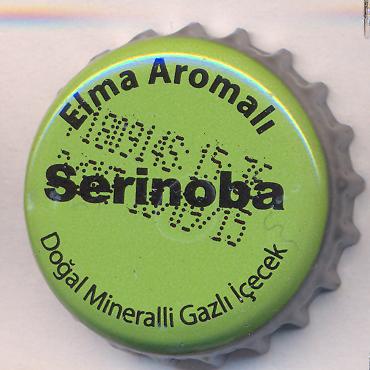 Elma Aromalı
Serinoba
Doğal Mineralli Gazlı İçecek